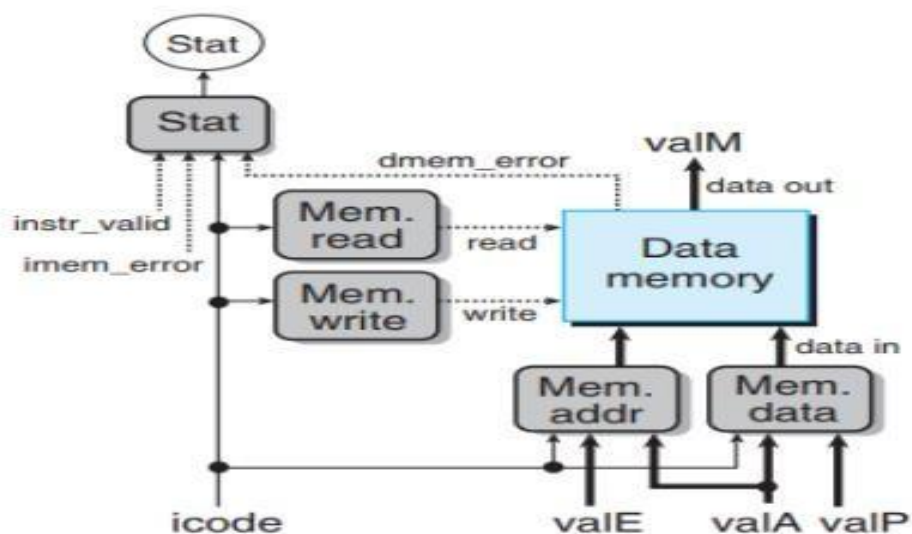 Stat
Stat
valM
dmem_error
data out
instr_valid
imem_error
Mem.
read
read
Data
memory
Mem.
write
write
data in
Mem.
addr
Mem.
data
icode
valE
valA
valP